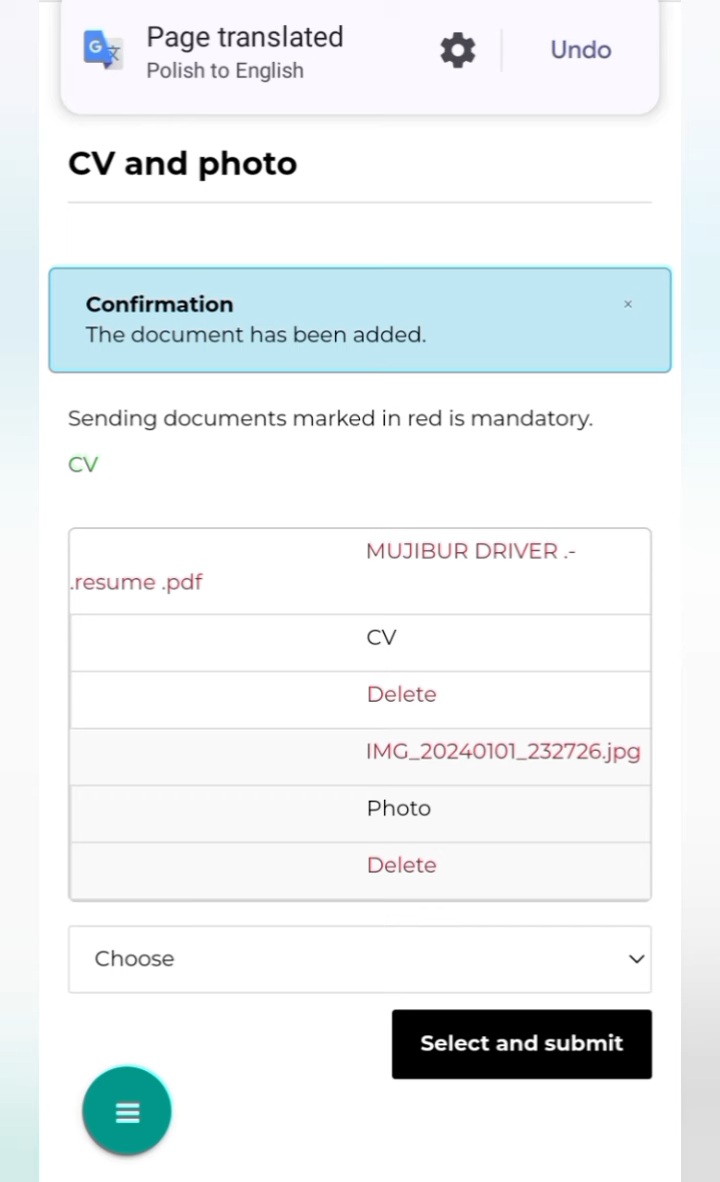 Page translated
Polish to English
Undo
CV and photo
Confirmation
×
The document has been added.
Sending documents marked in red is mandatory.
CV
MUJIBUR DRIVER .-
.resume .pdf
CV
Delete
IMG_20240101_232726.jpg
Photo
Delete
Choose
Select and submit